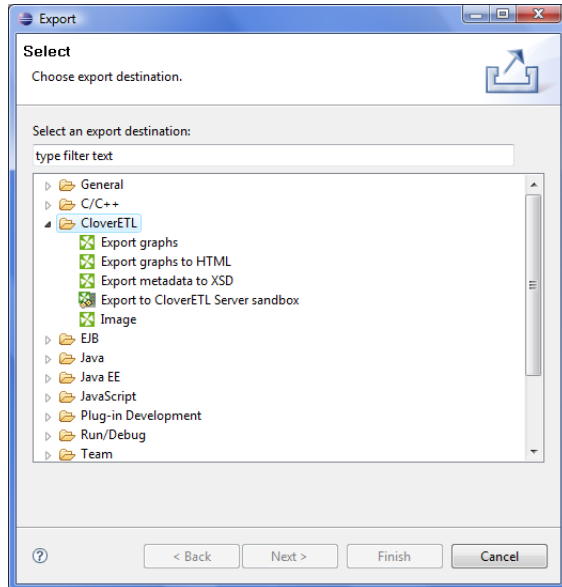 Export
Select
Choose export destination.
Select an export destination:
type filter text
General
C/C++
CloverETL
Export graphs
Export graphs to HTML
Export metadata to XSD
Export to CloverETL Server sandbox
Image
EJB
Java
Java EE
JavaScript
Plug-in Development
Run/Debug
Team
? < Back Next > Finish Cancel